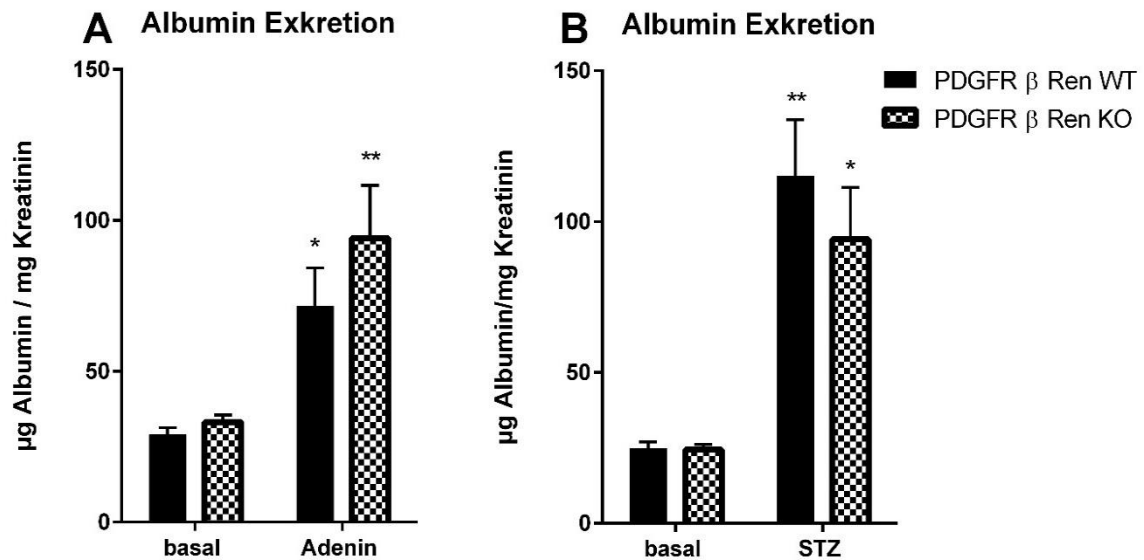 A Albumin Exkretion
µg Albumin / mg Kreatinin
150
100
50
0
*
**
basal Adenin
B Albumin Exkretion
µg Albumin/mg Kreatinin
150
100
50
0
**
*
basal STZ
PDGFR β Ren WT
PDGFR β Ren KO